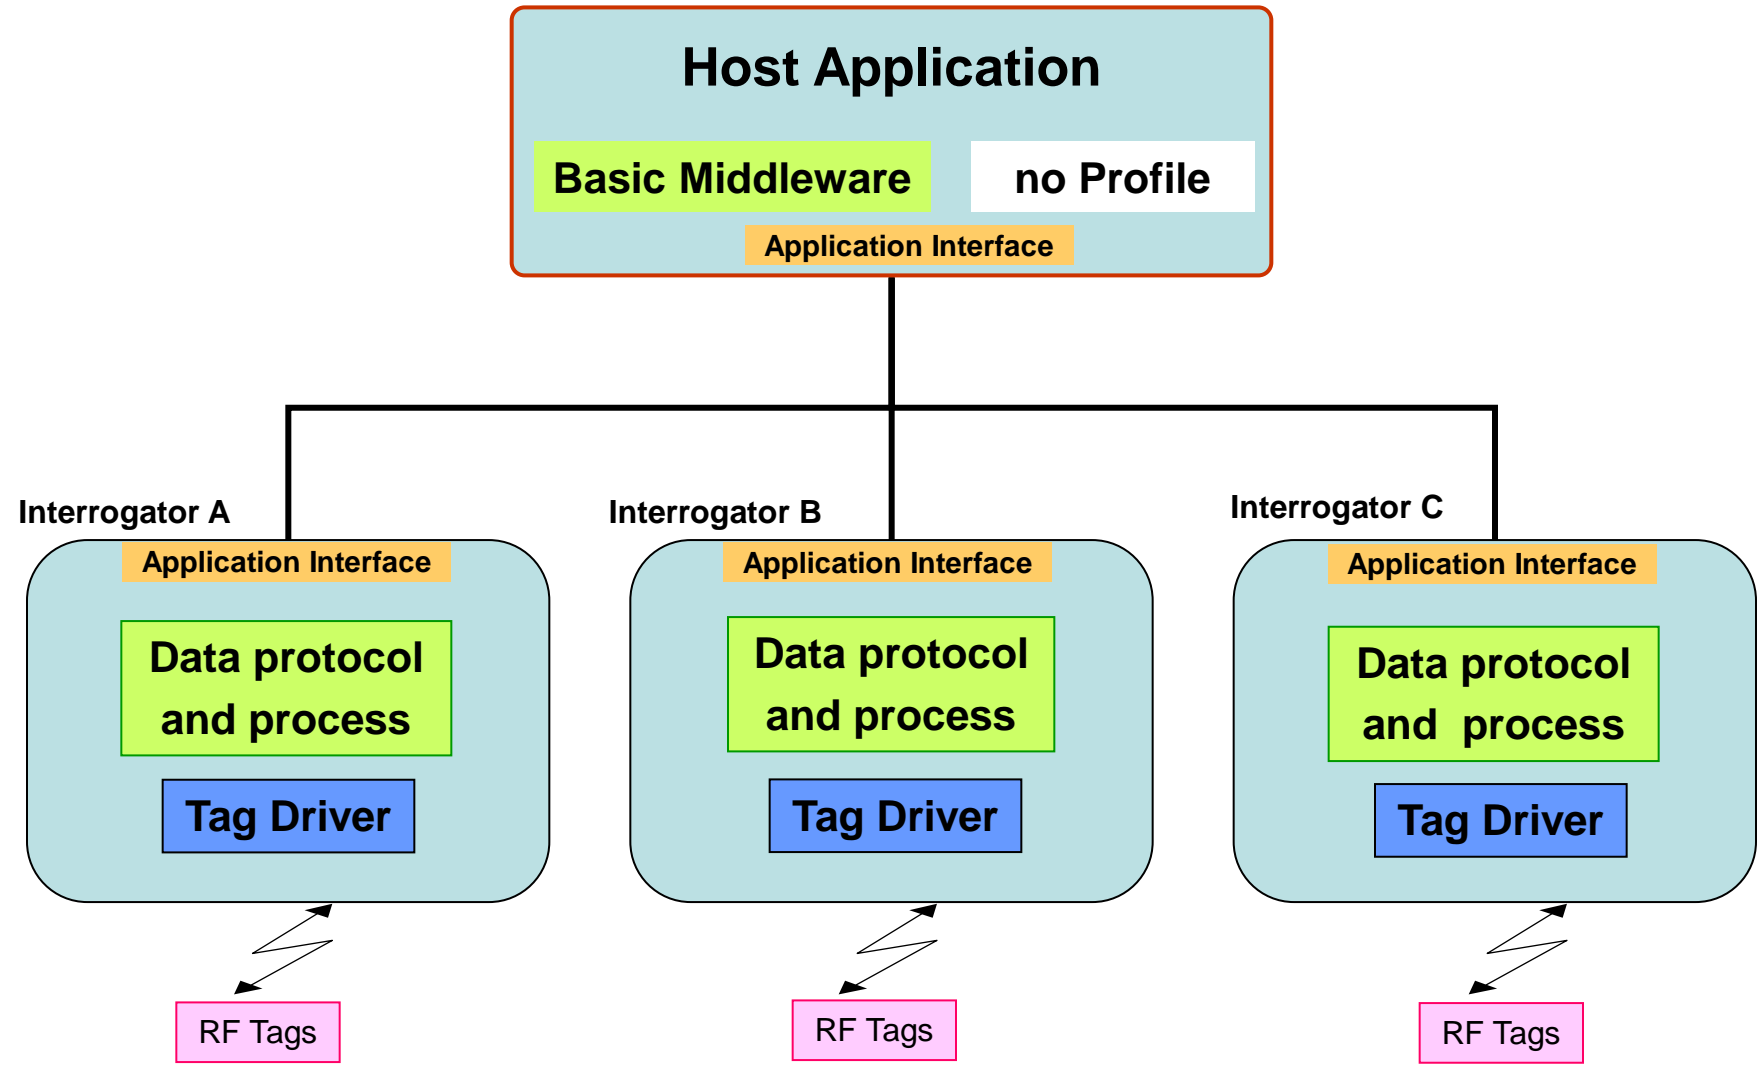 Host Application
Basic Middleware
no Profile
Application Interface
Interrogator A
Application Interface
Data protocol
and process
Tag Driver
RF Tags
Interrogator B
Application Interface
Data protocol
and process
Tag Driver
RF Tags
Interrogator C
Application Interface
Data protocol
and  process
Tag Driver
RF Tags